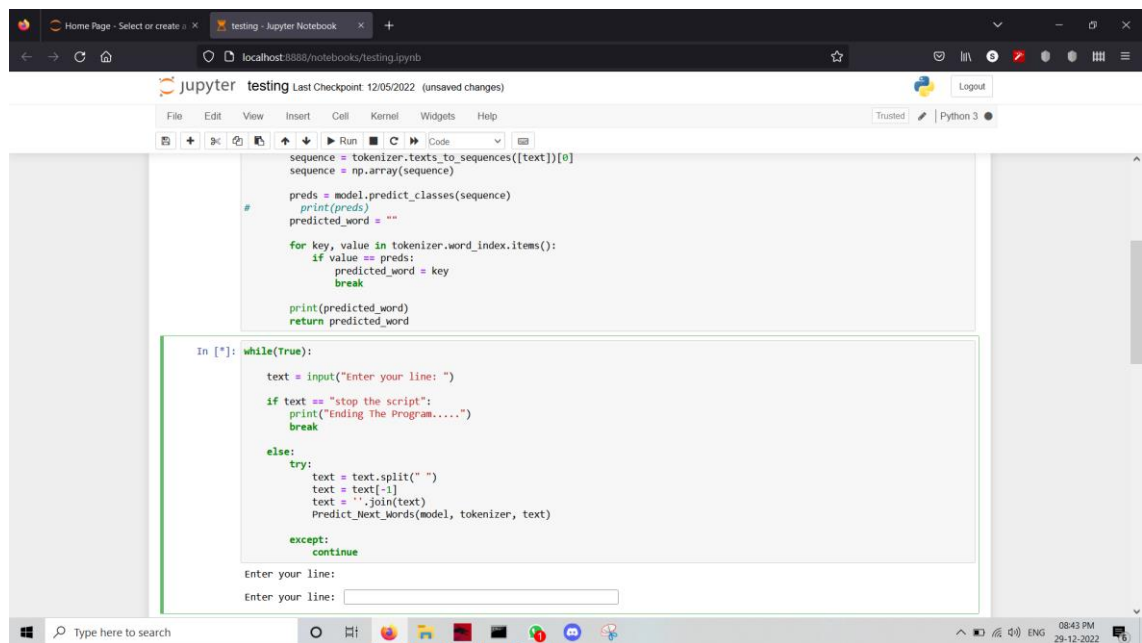 Home Page - Select or create a
testing - Jupyter Notebook
localhost:8888/notebooks/testing.ipynb
jupyter testing Last Checkpoint: 12/05/2022 (unsaved changes)
Logout
File Edit View Insert Cell Kernel Widgets Help
Trusted Python 3
Run Code
sequence = tokenizer.texts_to_sequences([text])[0]
sequence = np.array(sequence)
preds = model.predict_classes(sequence)
# print(preds)
predicted_word = ""
for key, value in tokenizer.word_index.items():
if value == preds:
predicted_word = key
break
print(predicted_word)
return predicted_word
In [*]: while(True):
text = input("Enter your line: ")
if text == "stop the script":
print("Ending The Program.....")
break
else:
try:
text = text.split(" ")
text = text[-1]
text = ''.join(text)
Predict_Next_Words(model, tokenizer, text)
except:
continue
Enter your line:
Enter your line:
Type here to search
ENG
08:43 PM
29-12-2022